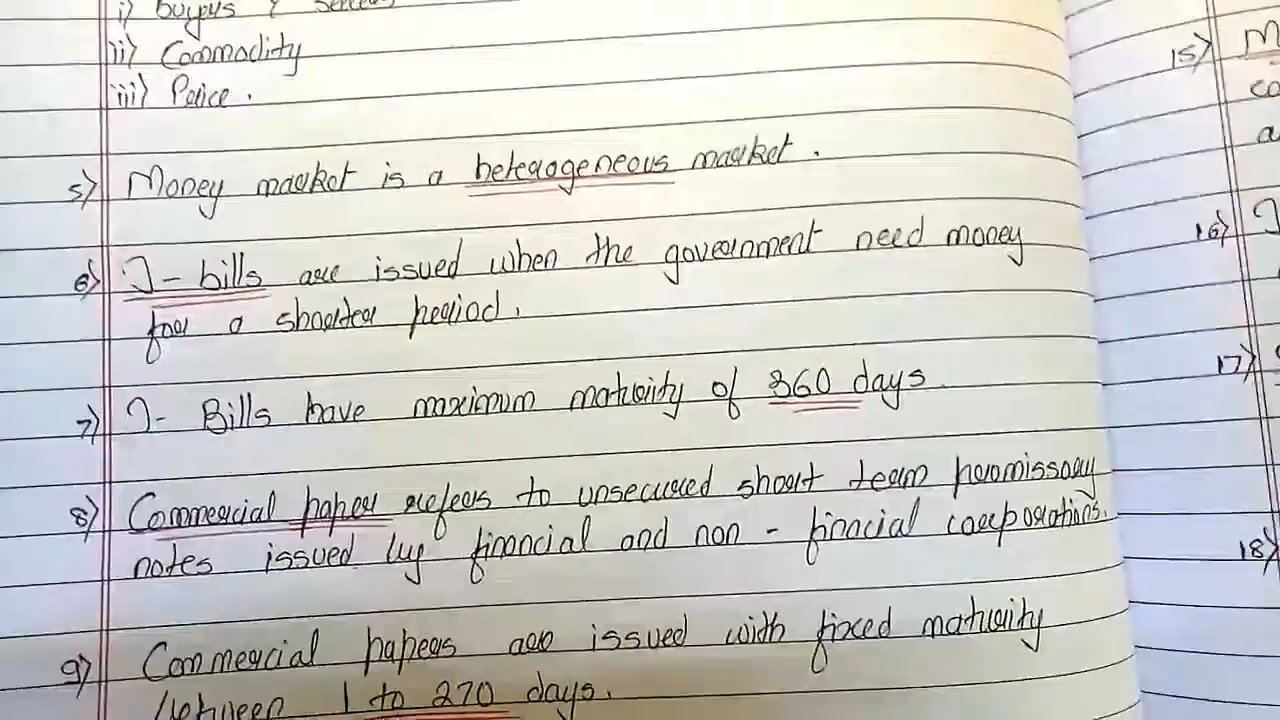 i) buyers & sellers
ii) Commodity
iii) Price.
5) Money market is a heterogeneous market.
6) T-bills are issued when the government need money
for a shorter period.
7) T- Bills have maximum maturity of 360 days
8) Commercial paper refers to unsecured short term promissory
notes issued by financial and non - finacial corporations.
9) Commercial papers are issued with fixed maturity
between 1 to 270 days.
15) M
co
a
16) I
17)
18)